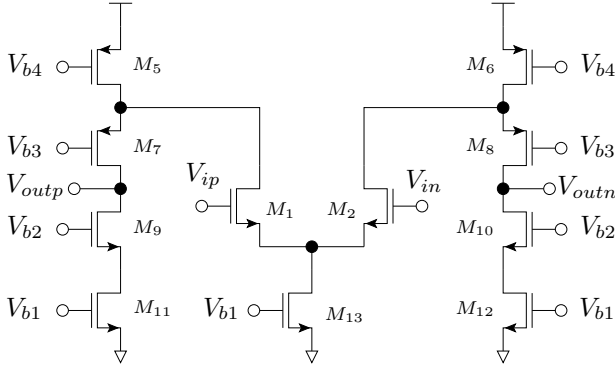 V_{b4} M_5 M_6 V_{b4}
V_{b3} M_7 M_8 V_{b3}
V_{outp} V_{ip} V_{in} V_{outn}
M_1 M_2
V_{b2} M_9 M_{10} V_{b2}
V_{b1} M_{11} V_{b1} M_{13} M_{12} V_{b1}